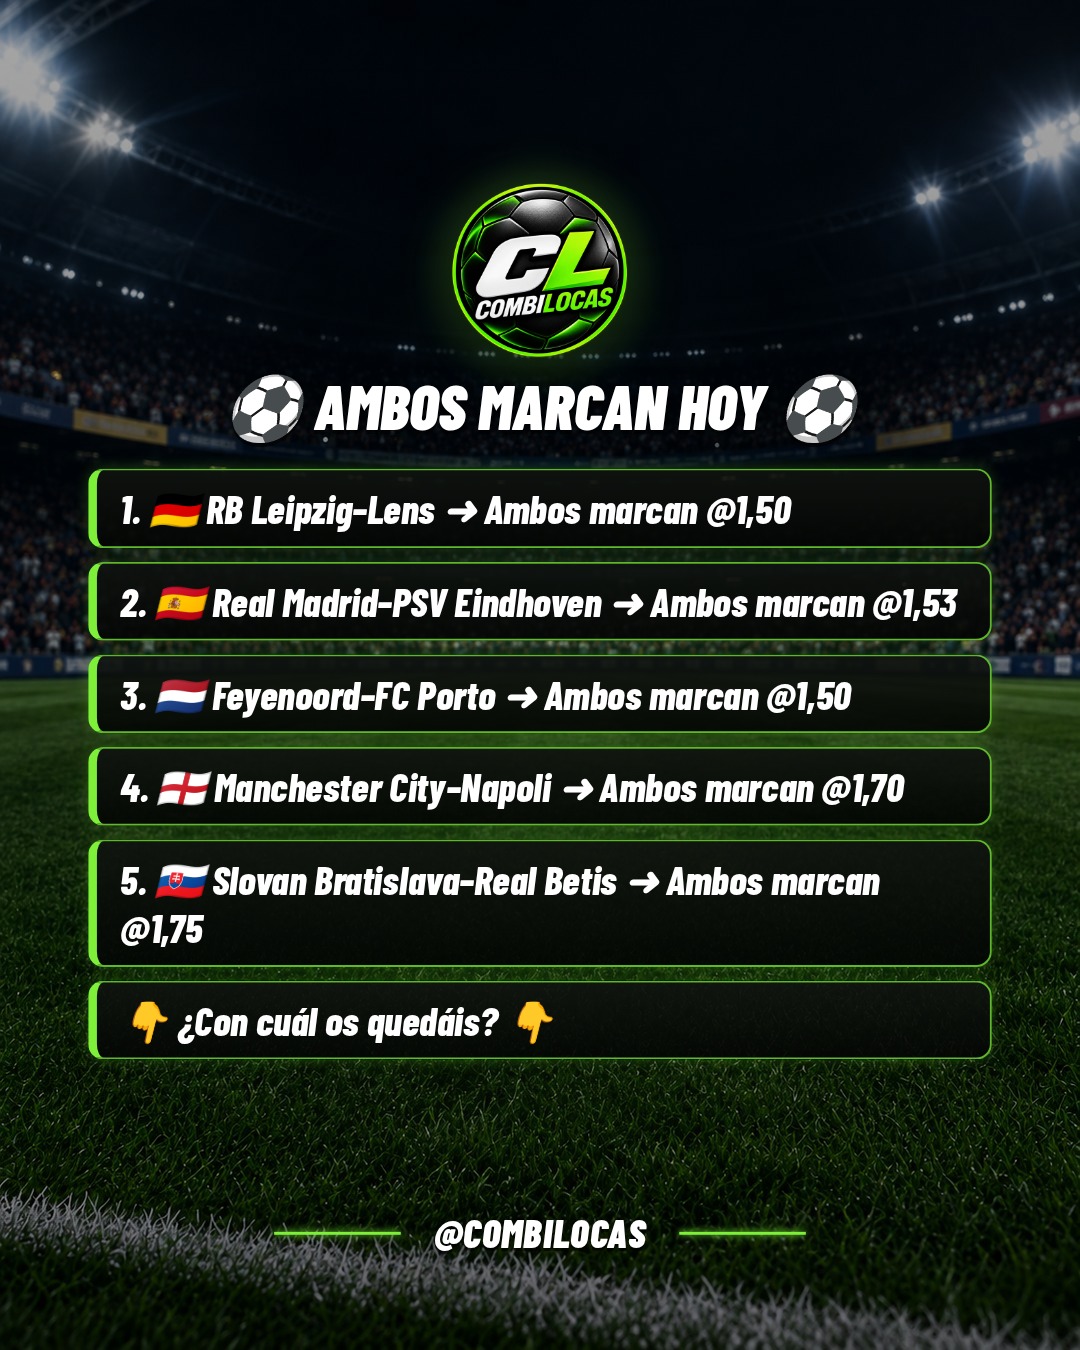 CL
COMBILOCAS
⚽ AMBOS MARCAN HOY ⚽
1. 🇩🇪 RB Leipzig-Lens ➜ Ambos marcan @1,50
2. 🇪🇸 Real Madrid-PSV Eindhoven ➜ Ambos marcan @1,53
3. 🇳🇱 Feyenoord-FC Porto ➜ Ambos marcan @1,50
4. 🏴󠁧󠁢󠁥󠁮󠁧󠁿 Manchester City-Napoli ➜ Ambos marcan @1,70
5. 🇸🇰 Slovan Bratislava-Real Betis ➜ Ambos marcan
@1,75
👇 ¿Con cuál os quedáis? 👇
@COMBILOCAS